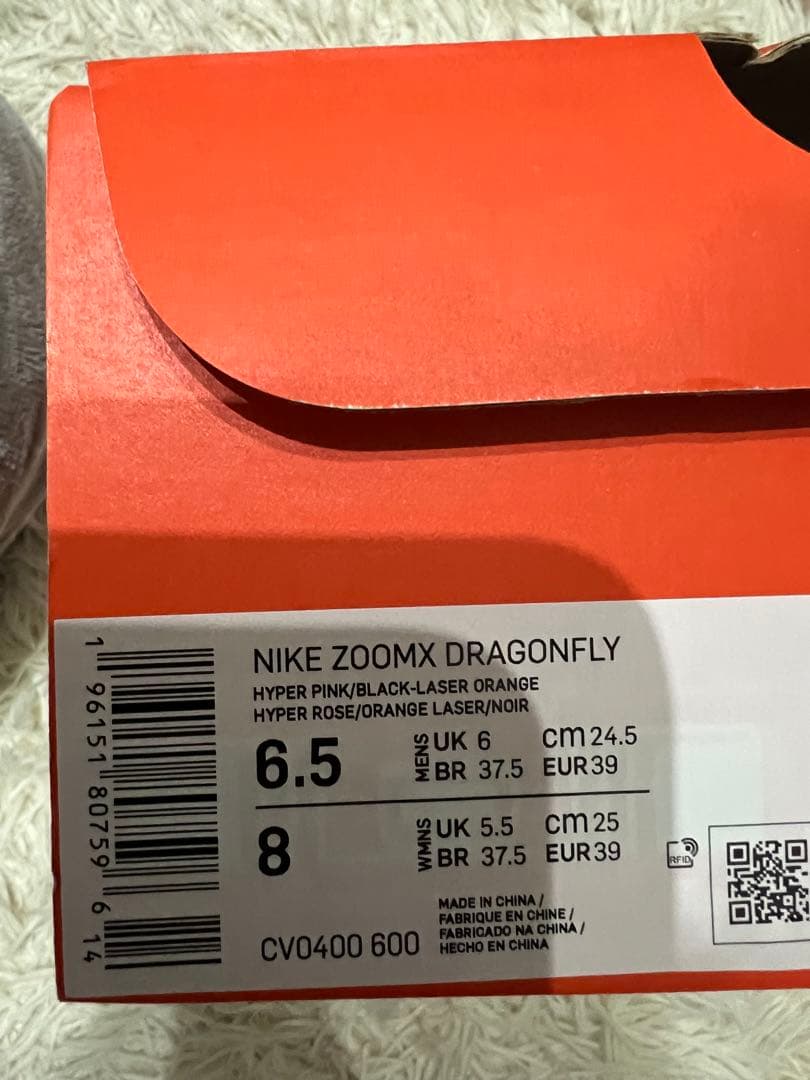 NIKE ZOOMX DRAGONFLY
HYPER PINK/BLACK-LASER ORANGE
HYPER ROSE/ORANGE LASER/NOIR
6.5 MENS UK 6 cm 24.5
BR 37.5 EUR 39
8 WMNS UK 5.5 cm 25
BR 37.5 EUR 39
RFID
MADE IN CHINA /
FABRIQUE EN CHINE /
FABRICADO NA CHINA /
HECHO EN CHINA
CV0400 600
1 96151 80759 6 14